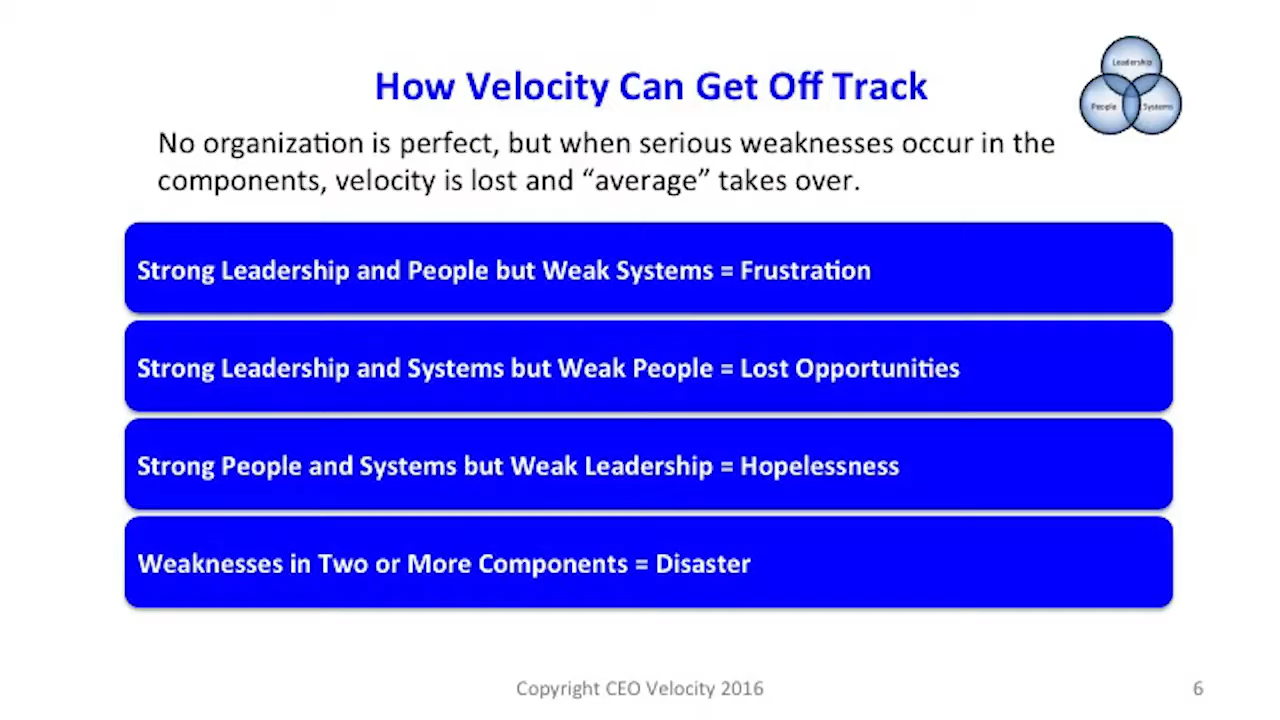 How Velocity Can Get Off Track
Leadership
People
Systems
No organization is perfect, but when serious weaknesses occur in the
components, velocity is lost and “average” takes over.
Strong Leadership and People but Weak Systems = Frustration
Strong Leadership and Systems but Weak People = Lost Opportunities
Strong People and Systems but Weak Leadership = Hopelessness
Weaknesses in Two or More Components = Disaster
Copyright CEO Velocity 2016
6